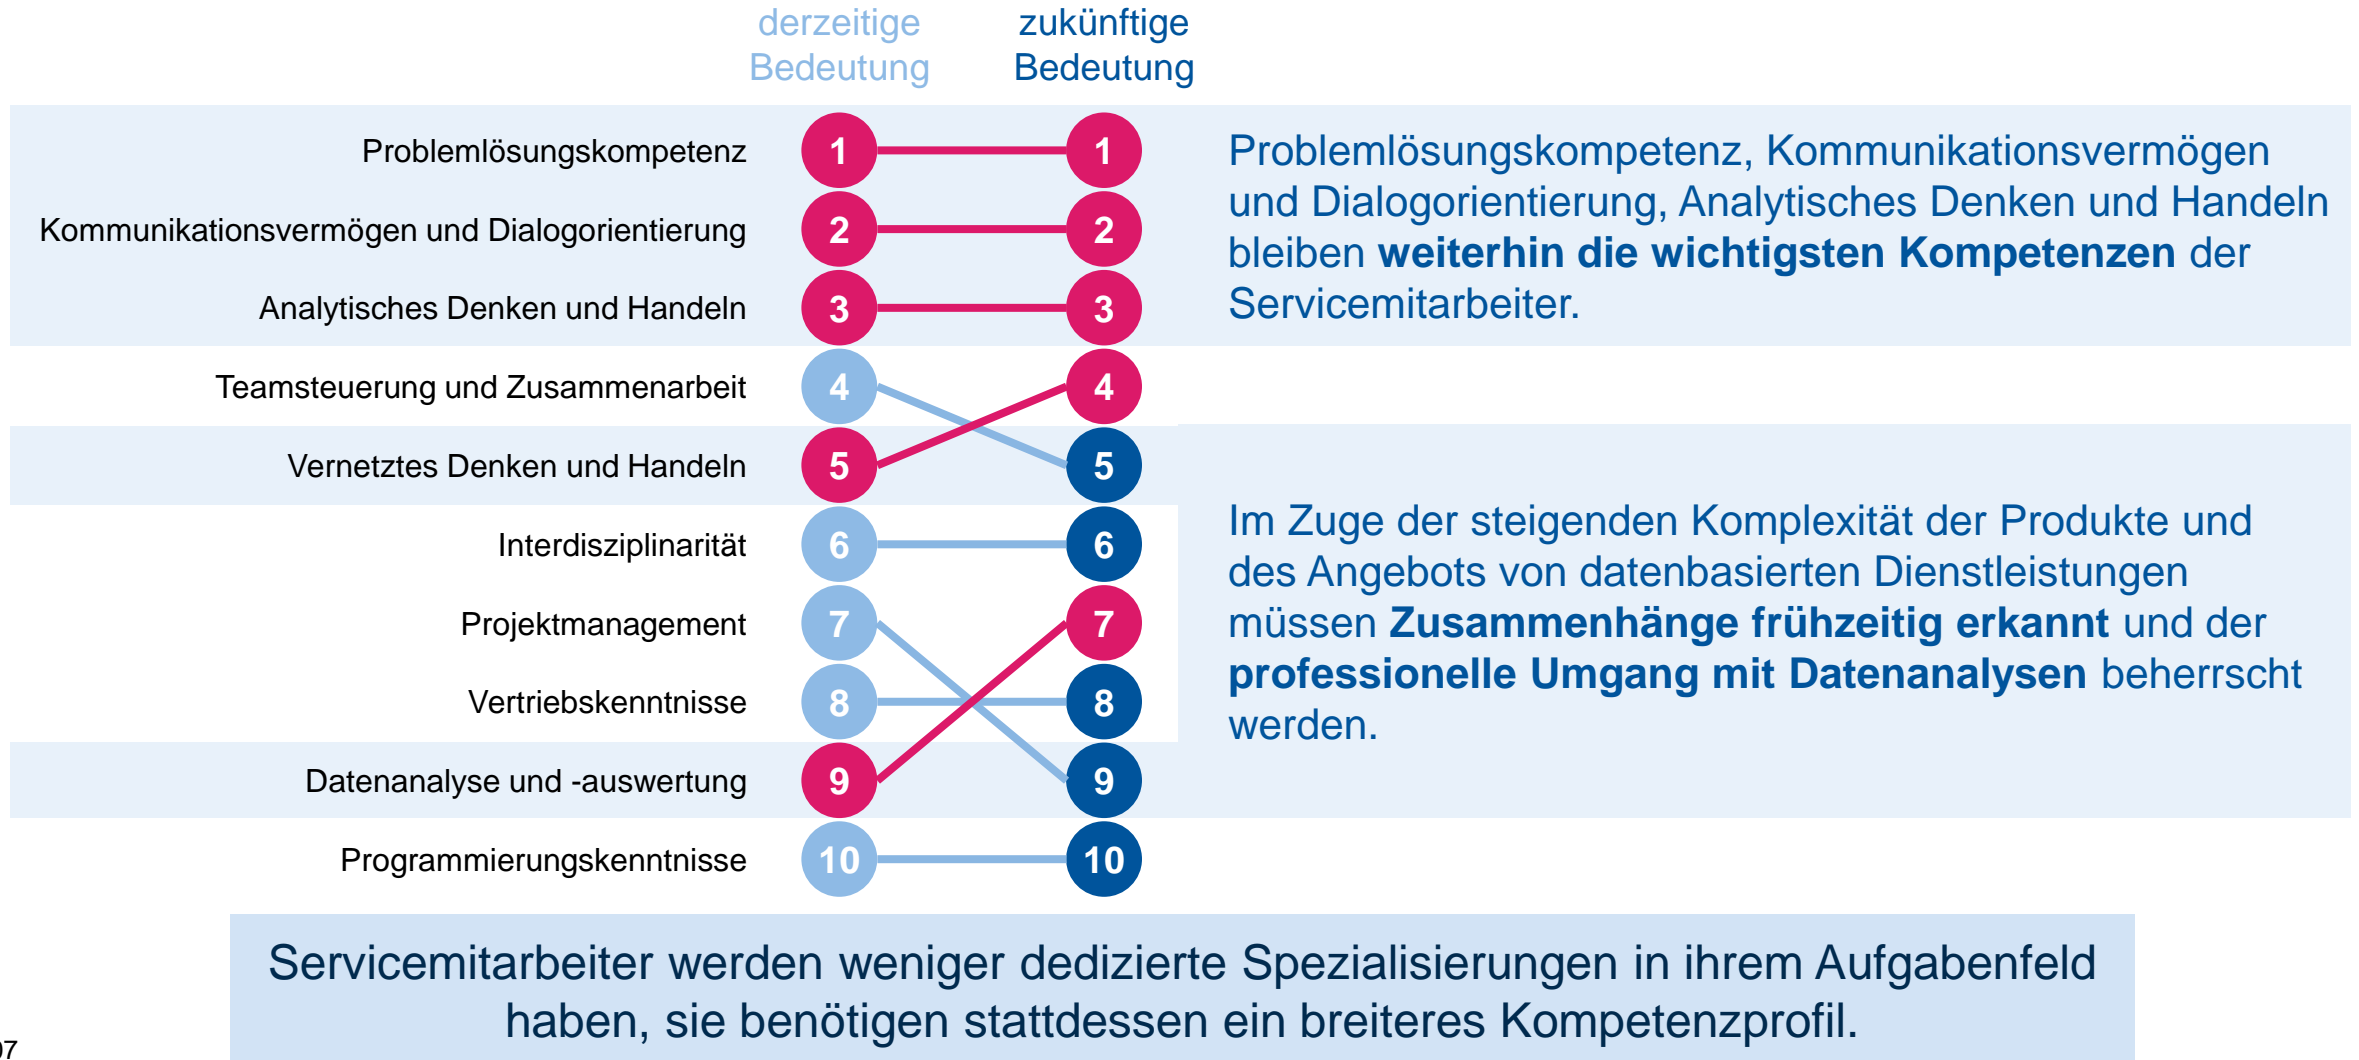 derzeitige
Bedeutung
zukünftige
Bedeutung
Problemlösungskompetenz 1 1
Kommunikationsvermögen und Dialogorientierung 2 2
Analytisches Denken und Handeln 3 3
Teamsteuerung und Zusammenarbeit 4 4
Vernetztes Denken und Handeln 5 5
Interdisziplinarität 6 6
Projektmanagement 7 7
Vertriebskenntnisse 8 8
Datenanalyse und -auswertung 9 9
Programmierungskenntnisse 10 10
Problemlösungskompetenz, Kommunikationsvermögen
und Dialogorientierung, Analytisches Denken und Handeln
bleiben weiterhin die wichtigsten Kompetenzen der
Servicemitarbeiter.
Im Zuge der steigenden Komplexität der Produkte und
des Angebots von datenbasierten Dienstleistungen
müssen Zusammenhänge frühzeitig erkannt und der
professionelle Umgang mit Datenanalysen beherrscht
werden.
Servicemitarbeiter werden weniger dedizierte Spezialisierungen in ihrem Aufgabenfeld
haben, sie benötigen stattdessen ein breiteres Kompetenzprofil.